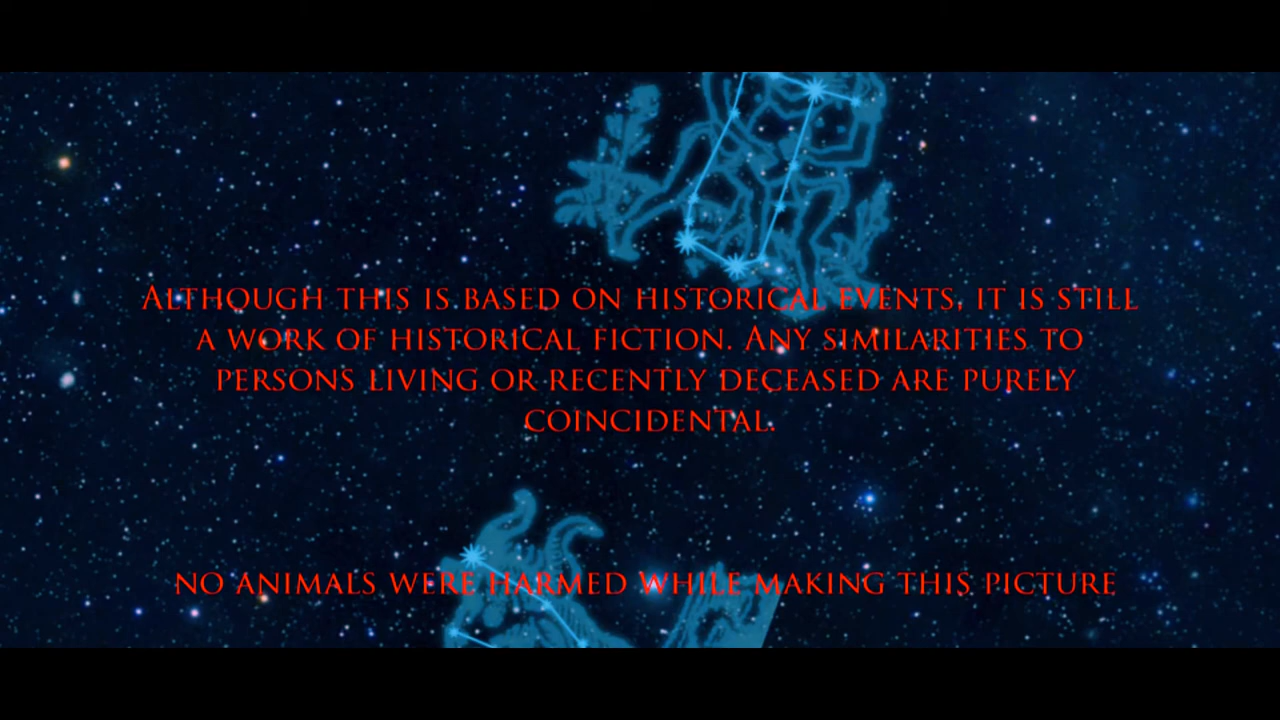 Although this is based on historical events, it is still
a work of historical fiction. Any similarities to
persons living or recently deceased are purely
coincidental.
no animals were harmed while making this picture